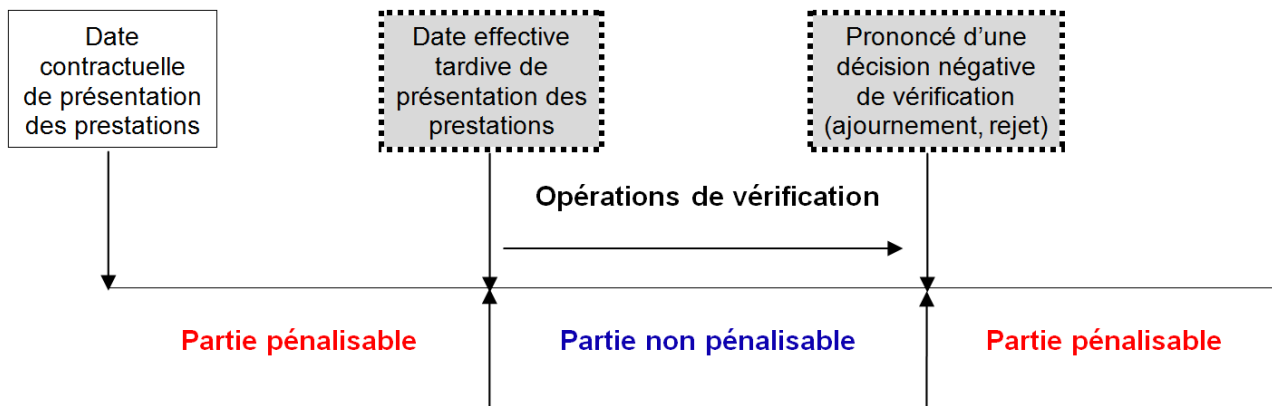 Date
contractuelle
de présentation
des prestations
Date effective
tardive de
présentation des
prestations
Prononcé d’une
décision négative
de vérification
(ajournement, rejet)
Opérations de vérification
Partie pénalisable
Partie non pénalisable
Partie pénalisable